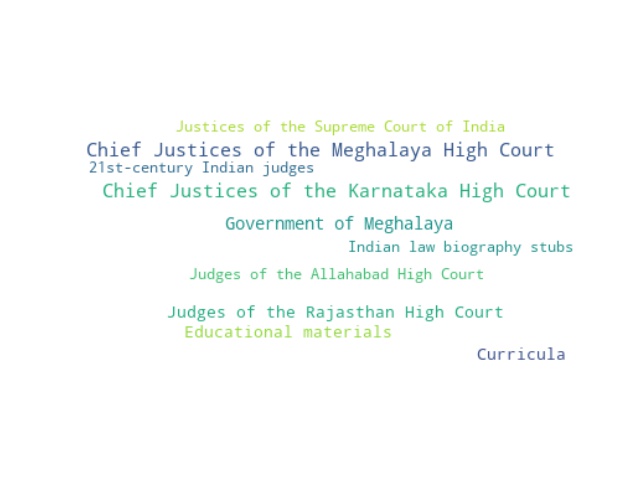 Justices of the Supreme Court of India
Chief Justices of the Meghalaya High Court
21st-century Indian judges
Chief Justices of the Karnataka High Court
Government of Meghalaya
Indian law biography stubs
Judges of the Allahabad High Court
Judges of the Rajasthan High Court
Educational materials
Curricula